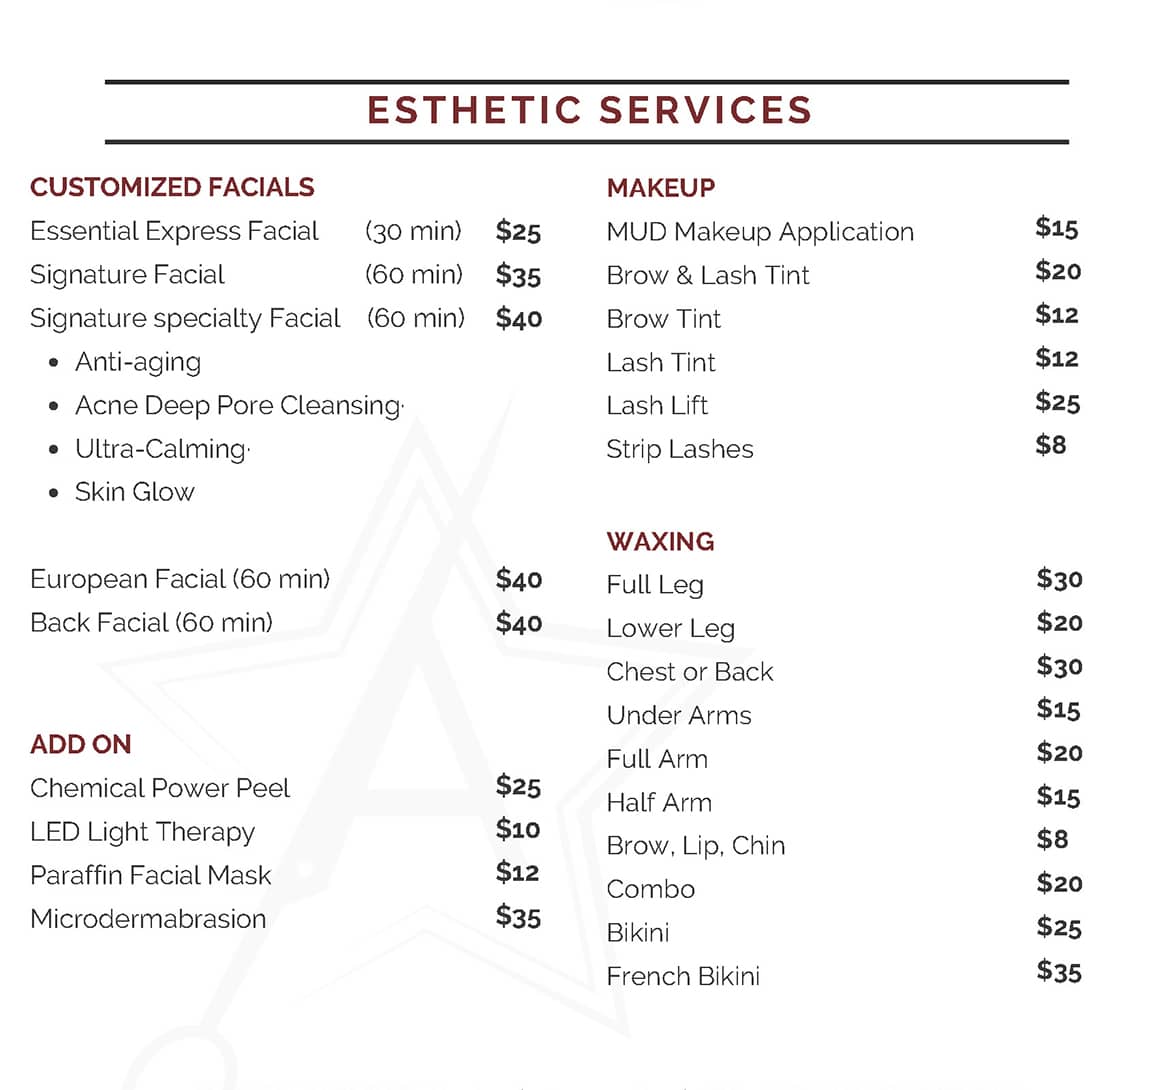 ESTHETIC SERVICES
CUSTOMIZED FACIALS
Essential Express Facial (30 min) $25
Signature Facial (60 min) $35
Signature specialty Facial (60 min) $40
• Anti-aging
• Acne Deep Pore Cleansing·
• Ultra-Calming·
• Skin Glow
European Facial (60 min) $40
Back Facial (60 min) $40
ADD ON
Chemical Power Peel $25
LED Light Therapy $10
Paraffin Facial Mask $12
Microdermabrasion $35
MAKEUP
MUD Makeup Application $15
Brow & Lash Tint $20
Brow Tint $12
Lash Tint $12
Lash Lift $25
Strip Lashes $8
WAXING
Full Leg $30
Lower Leg $20
Chest or Back $30
Under Arms $15
Full Arm $20
Half Arm $15
Brow, Lip, Chin $8
Combo $20
Bikini $25
French Bikini $35